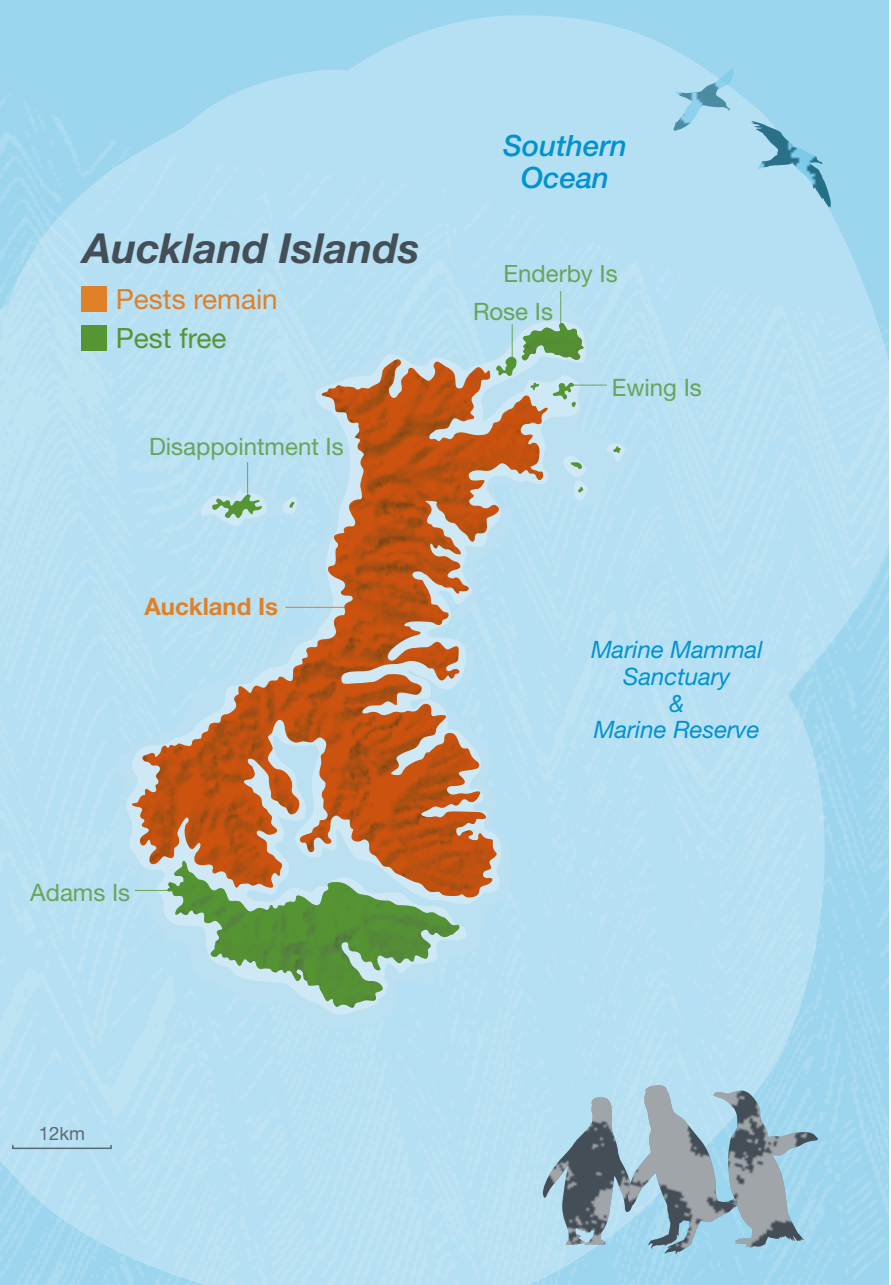 Southern
Ocean
Auckland Islands
Pests remain
Pest free
Enderby Is
Rose Is
Ewing Is
Disappointment Is
Auckland Is
Marine Mammal
Sanctuary
&
Marine Reserve
Adams Is
12km